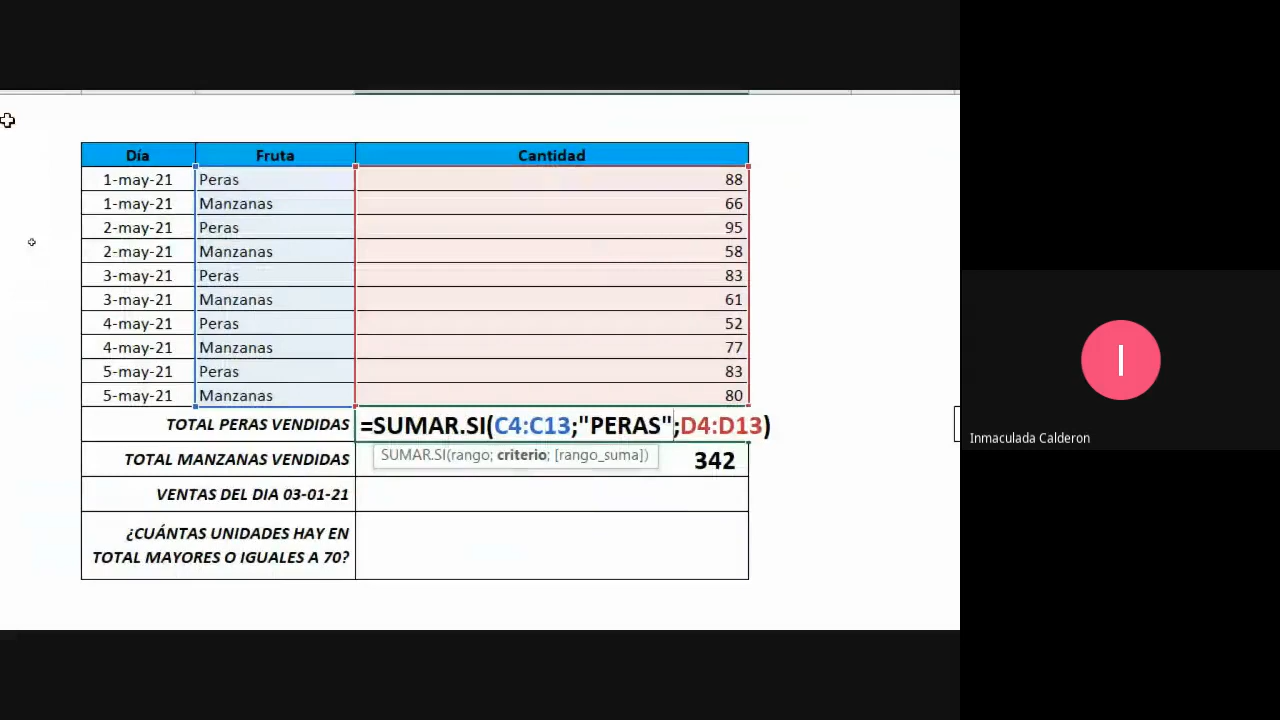 Día Fruta Cantidad
1-may-21 Peras 88
1-may-21 Manzanas 66
2-may-21 Peras 95
2-may-21 Manzanas 58
3-may-21 Peras 83
3-may-21 Manzanas 61
4-may-21 Peras 52
4-may-21 Manzanas 77
5-may-21 Peras 83
5-may-21 Manzanas 80
TOTAL PERAS VENDIDAS =SUMAR.SI(C4:C13;"PERAS";D4:D13)
SUMAR.SI(rango; criterio; [rango_suma])
TOTAL MANZANAS VENDIDAS 342
VENTAS DEL DIA 03-01-21
¿CUÁNTAS UNIDADES HAY EN
TOTAL MAYORES O IGUALES A 70?
I
Inmaculada Calderon